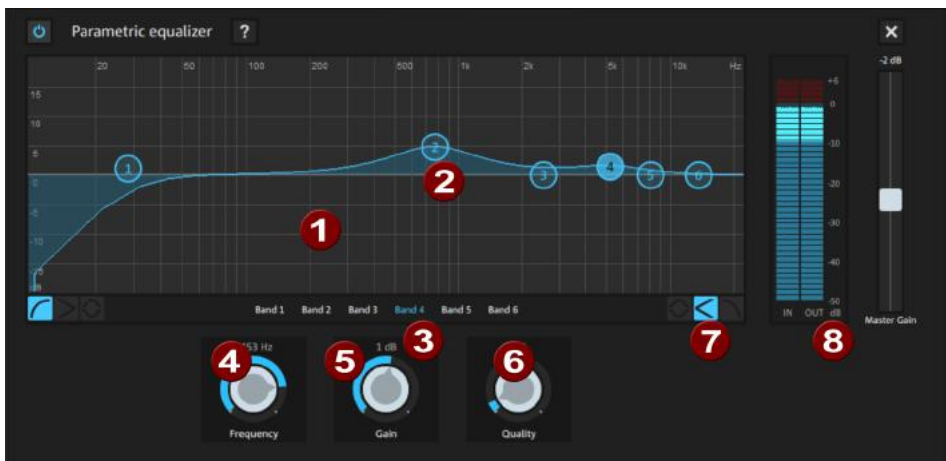 Parametric equalizer ?
-2 dB
20 50 100 200 500 1k 2k 5k 10k Hz
+6
15
0
10
-10
5
1 2 3 4 5 6
0
2
-20
-5
1
-30
-10
-40
dB
-50
Band 1 Band 2 Band 3 Band 4 Band 5 Band 6
IN OUT dB
Master Gain
3 7 8
Hz
1 dB
4 5 6
Frequency Gain Quality